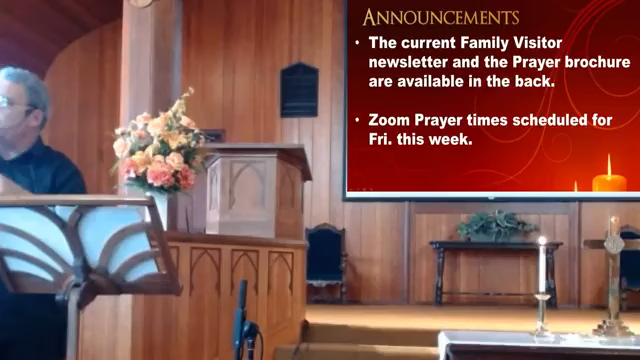 ANNOUNCEMENTS
• The current Family Visitor
newsletter and the Prayer brochure
are available in the back.
• Zoom Prayer times scheduled for
Fri. this week.